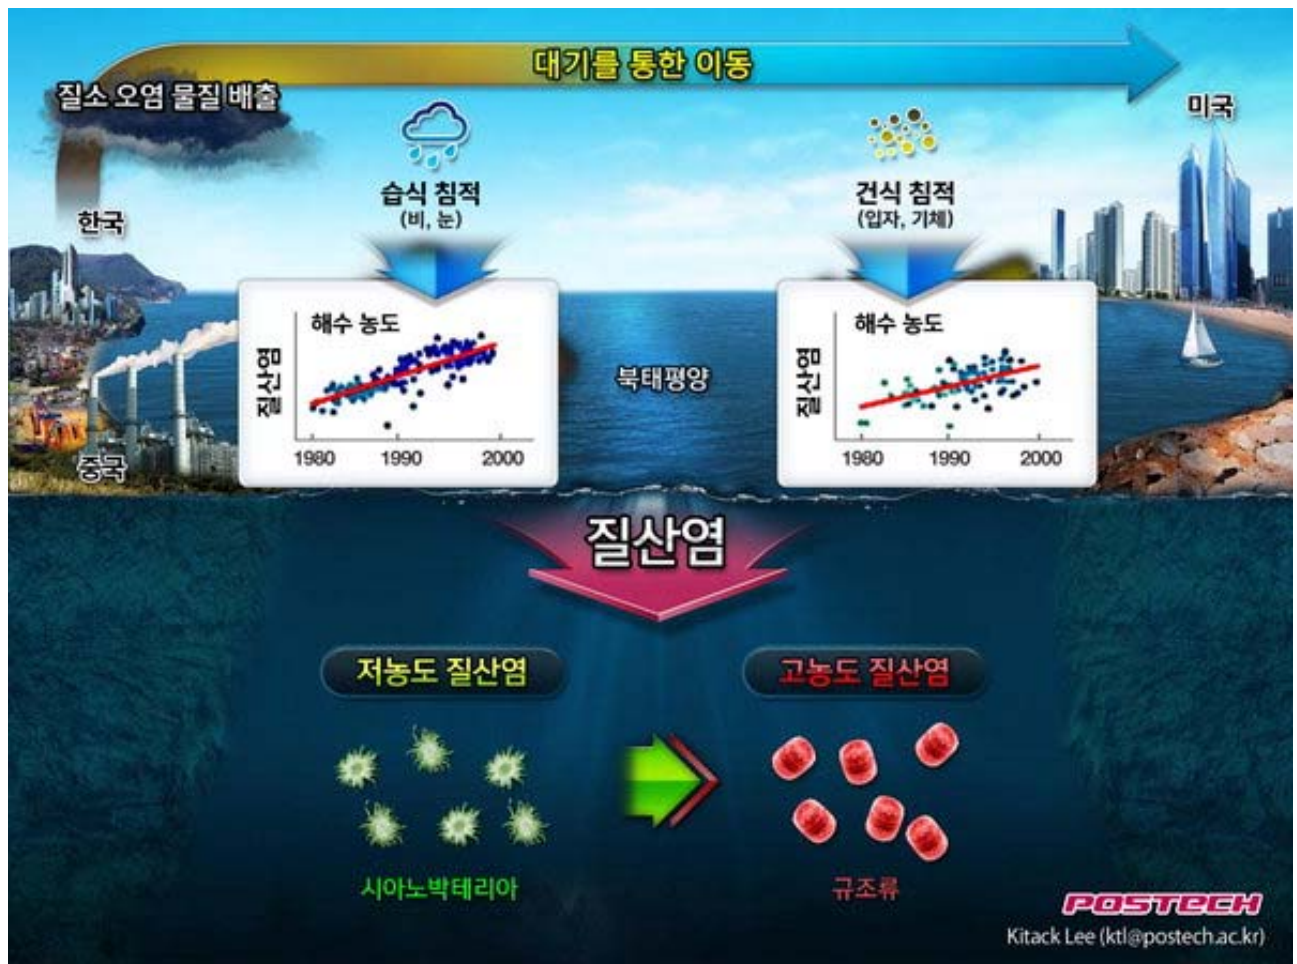 대기를 통한 이동
질소 오염 물질 배출
미국
습식 침적
(비, 눈)
건식 침적
(입자, 기체)
한국
중국
해수 농도
질산염
1980 1990 2000
북태평양
해수 농도
질산염
1980 1990 2000
질산염
저농도 질산염
고농도 질산염
시아노박테리아
규조류
POSTECH
Kitack Lee (ktl@postech.ac.kr)